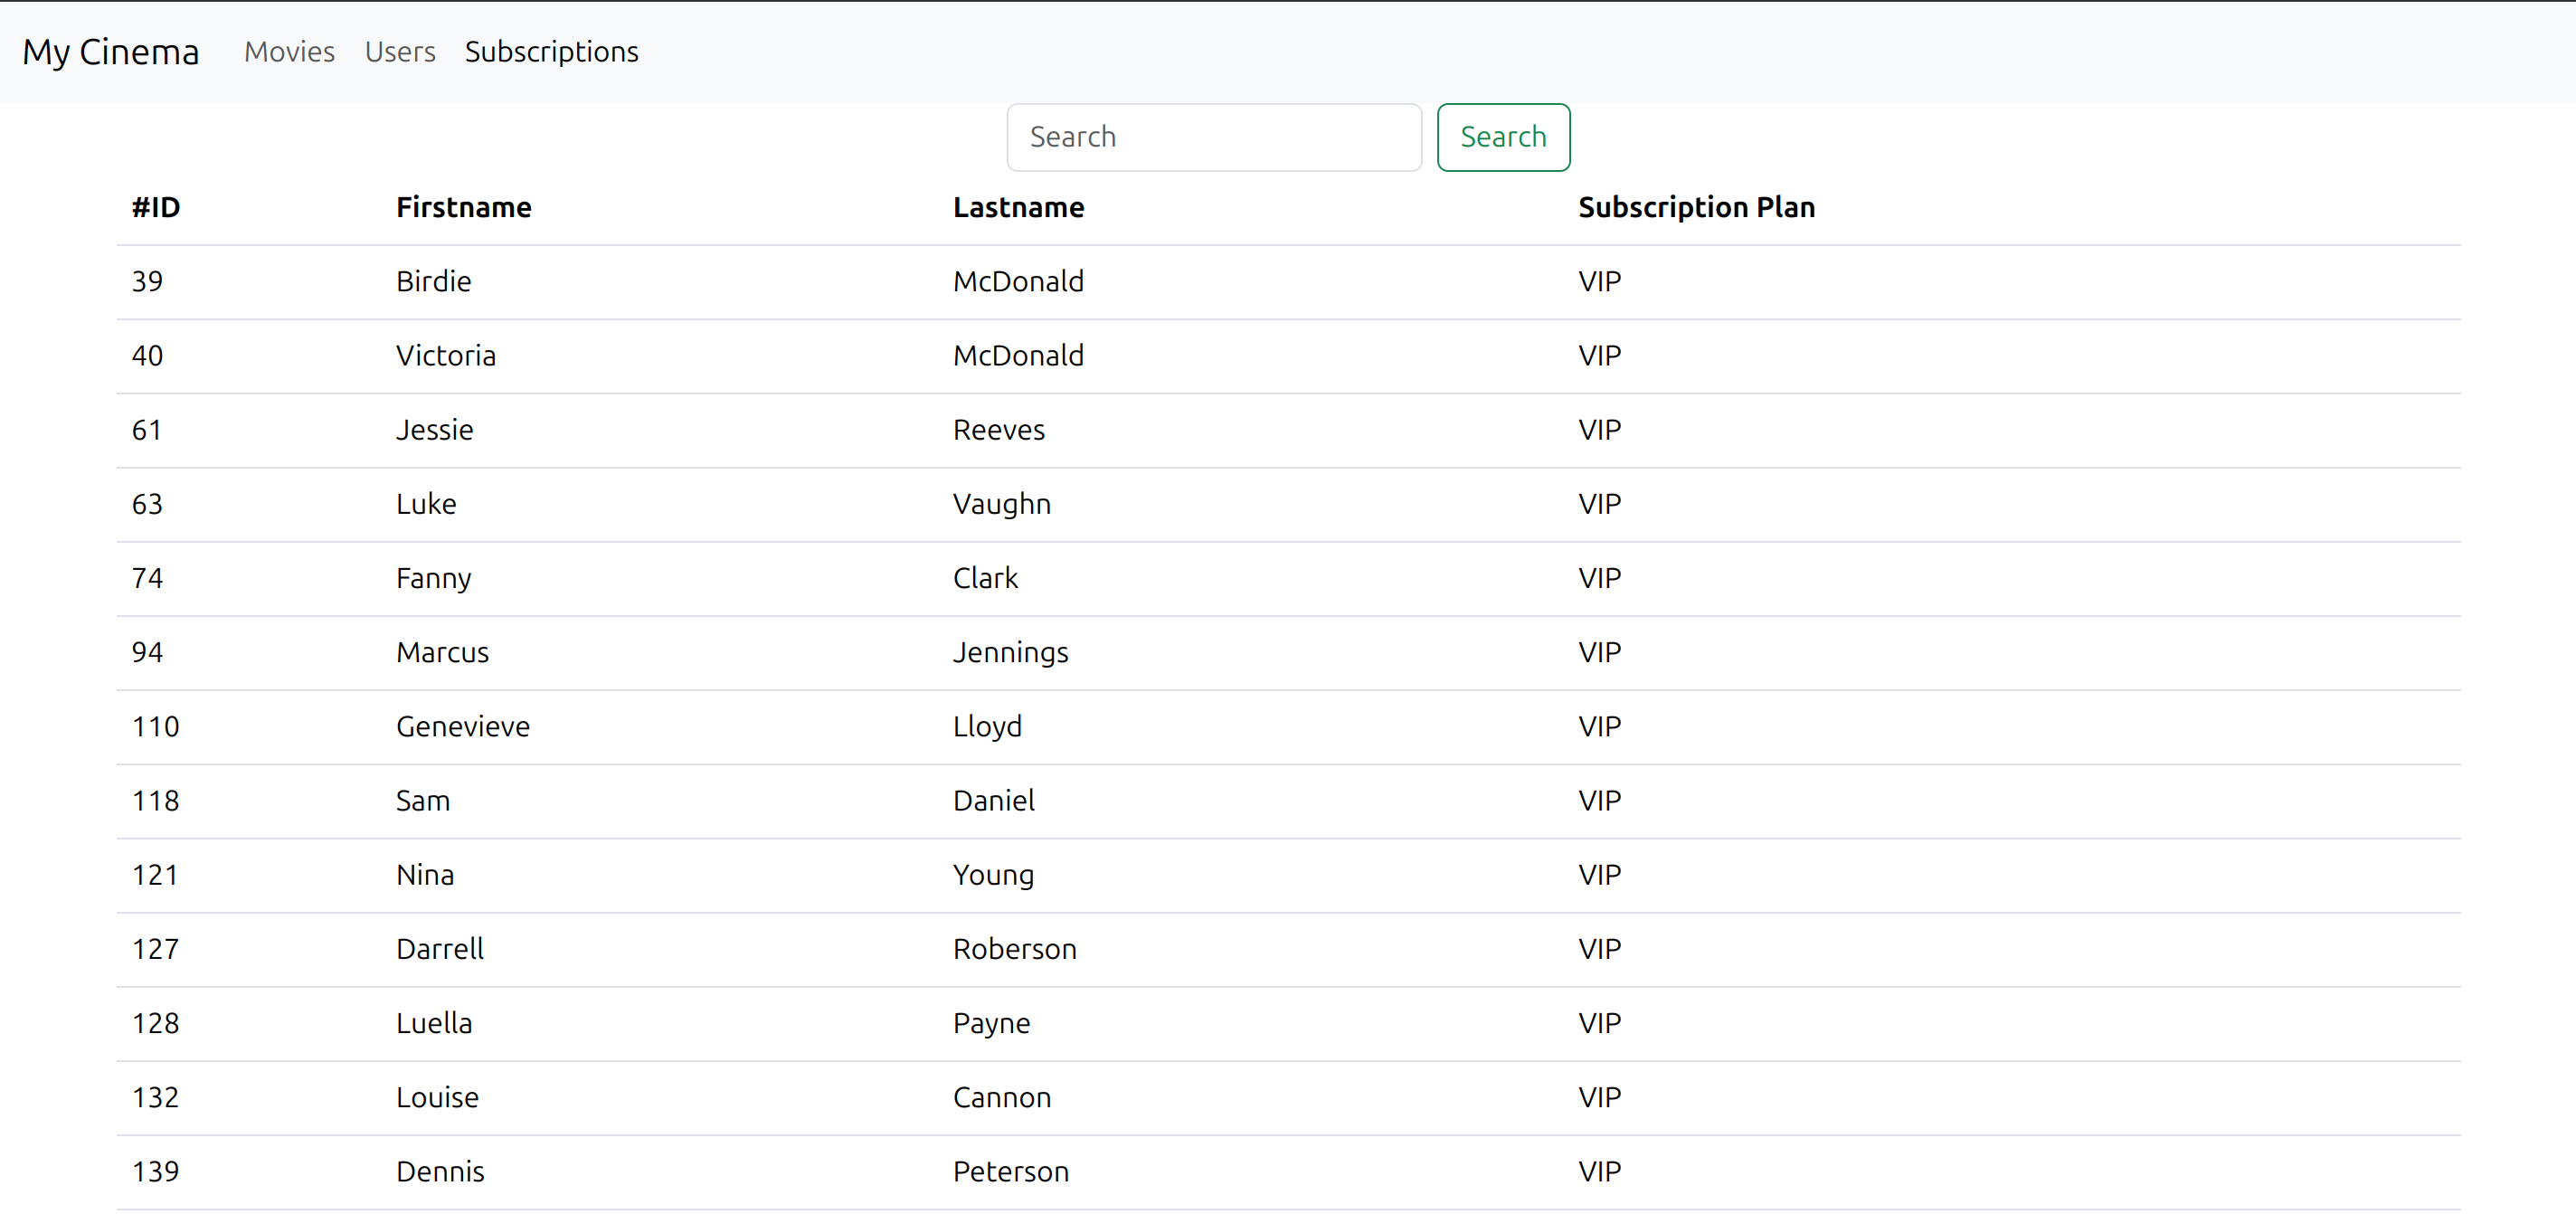 My Cinema Movies Users Subscriptions
Search Search
#ID Firstname Lastname Subscription Plan
39 Birdie McDonald VIP
40 Victoria McDonald VIP
61 Jessie Reeves VIP
63 Luke Vaughn VIP
74 Fanny Clark VIP
94 Marcus Jennings VIP
110 Genevieve Lloyd VIP
118 Sam Daniel VIP
121 Nina Young VIP
127 Darrell Roberson VIP
128 Luella Payne VIP
132 Louise Cannon VIP
139 Dennis Peterson VIP